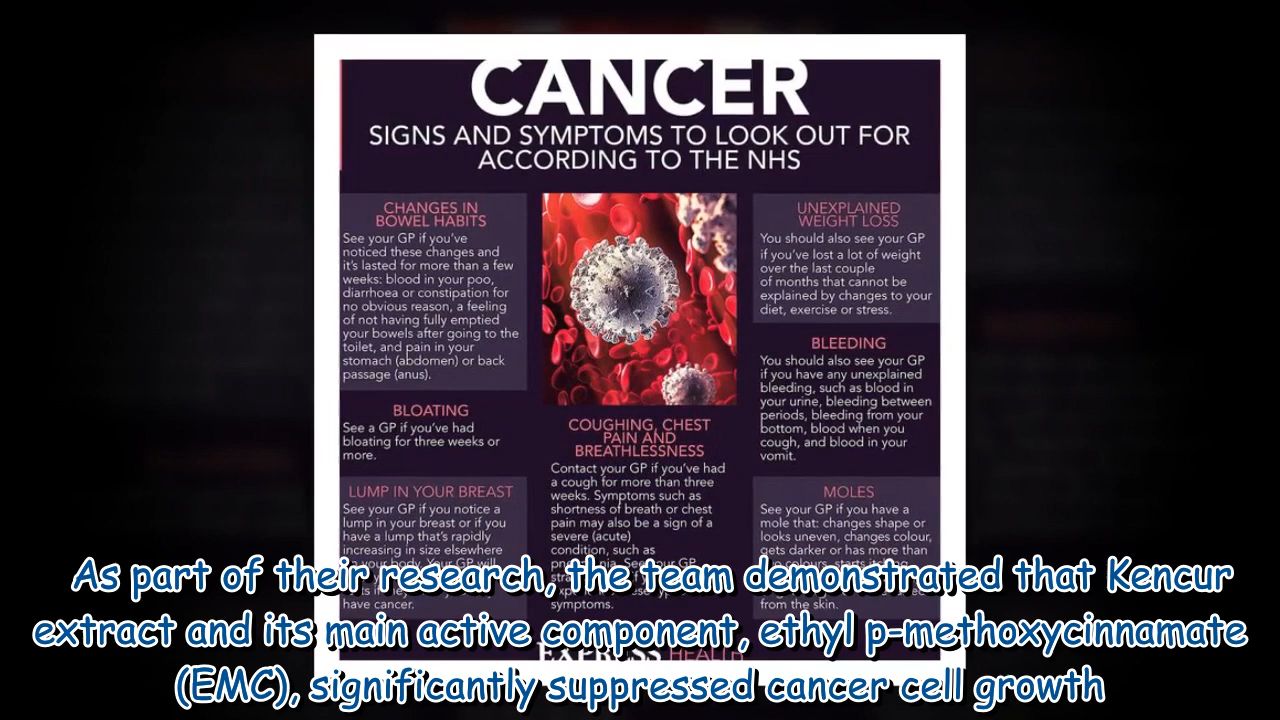 CANCER
SIGNS AND SYMPTOMS TO LOOK OUT FOR
ACCORDING TO THE NHS
CHANGES IN
BOWEL HABITS
See your GP if you've
noticed these changes and
it's lasted for more than a few
weeks: blood in your poo,
diarrhoea or constipation for
no obvious reason, a feeling
of not having fully emptied
your bowels after going to the
toilet, and pain in your
stomach (abdomen) or back
passage (anus).
BLOATING
See a GP if you've had
bloating for three weeks or
more.
LUMP IN YOUR BREAST
See your GP if you notice a
lump in your breast or if you
have a lump that's rapidly
increasing in size elsewhere
your body. Your GP will
have cancer.
COUGHING, CHEST
PAIN AND
BREATHLESSNESS
Contact your GP if you've had
a cough for more than three
weeks. Symptoms such as
shortness of breath or chest
pain may also be a sign of a
severe (acute)
condition, such as
See your GP
symptoms.
UNEXPLAINED
WEIGHT LOSS
You should also see your GP
if you've lost a lot of weight
over the last couple
of months that cannot be
explained by changes to your
diet, exercise or stress.
BLEEDING
You should also see your GP
if you have any unexplained
bleeding, such as blood in
your urine, bleeding between
periods, bleeding from your
bottom, blood when you
cough, and blood in your
vomit.
MOLES
See your GP if you have a
mole that: changes shape or
looks uneven, changes colour,
gets darker or has more than
from the skin.
EXPRESS HEALTH
As part of their research, the team demonstrated that Kencur
extract and its main active component, ethyl p-methoxycinnamate
(EMC), significantly suppressed cancer cell growth